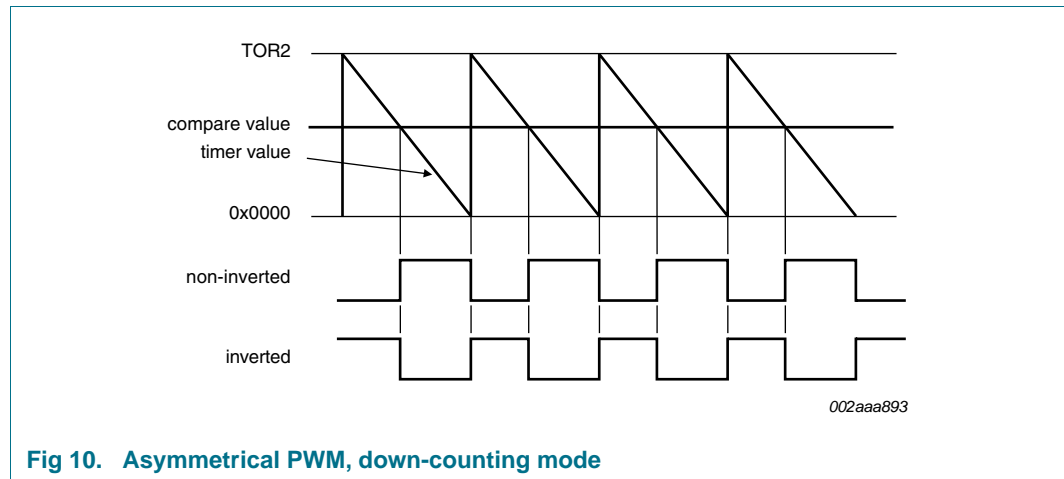 TOR2
compare value
timer value
0x0000
non-inverted
inverted
002aaa893
Fig 10. Asymmetrical PWM, down-counting mode